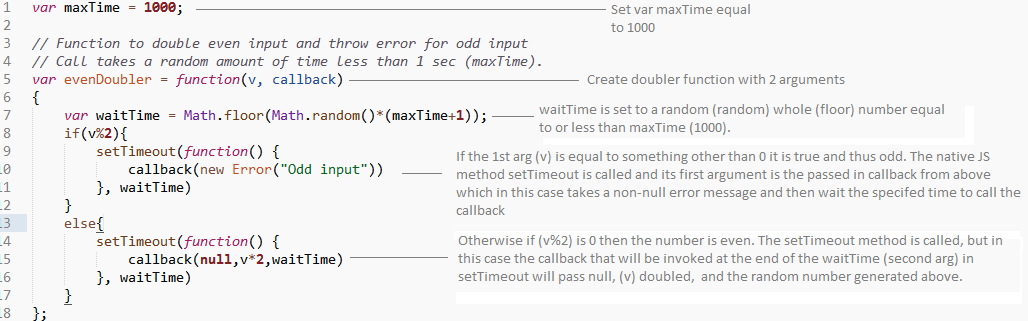 1 var maxTime = 1000; Set var maxTime equal
to 1000
2
3 // Function to double even input and throw error for odd input
4 // Call takes a random amount of time less than 1 sec (maxTime).
5 var evenDoubler = function(v, callback) Create doubler function with 2 arguments
6 {
7 var waitTime = Math.floor(Math.random()*(maxTime+1)); waitTime is set to a random (random) whole (floor) number equal
to or less than maxTime (1000).
8 if(v%2){
9 setTimeout(function() {
10 callback(new Error("Odd input"))
11 }, waitTime)
12 }
If the 1st arg (v) is equal to something other than 0 it is true and thus odd. The native JS
method setTimeout is called and its first argument is the passed in callback from above
which in this case takes a non-null error message and then wait the specifed time to call the
callback
13 else{
14 setTimeout(function() {
15 callback(null,v*2,waitTime)
16 }, waitTime)
17 }
Otherwise if (v%2) is 0 then the number is even. The setTimeout method is called, but in
this case the callback that will be invoked at the end of the waitTime (second arg) in
setTimeout will pass null, (v) doubled, and the random number generated above.
18 };